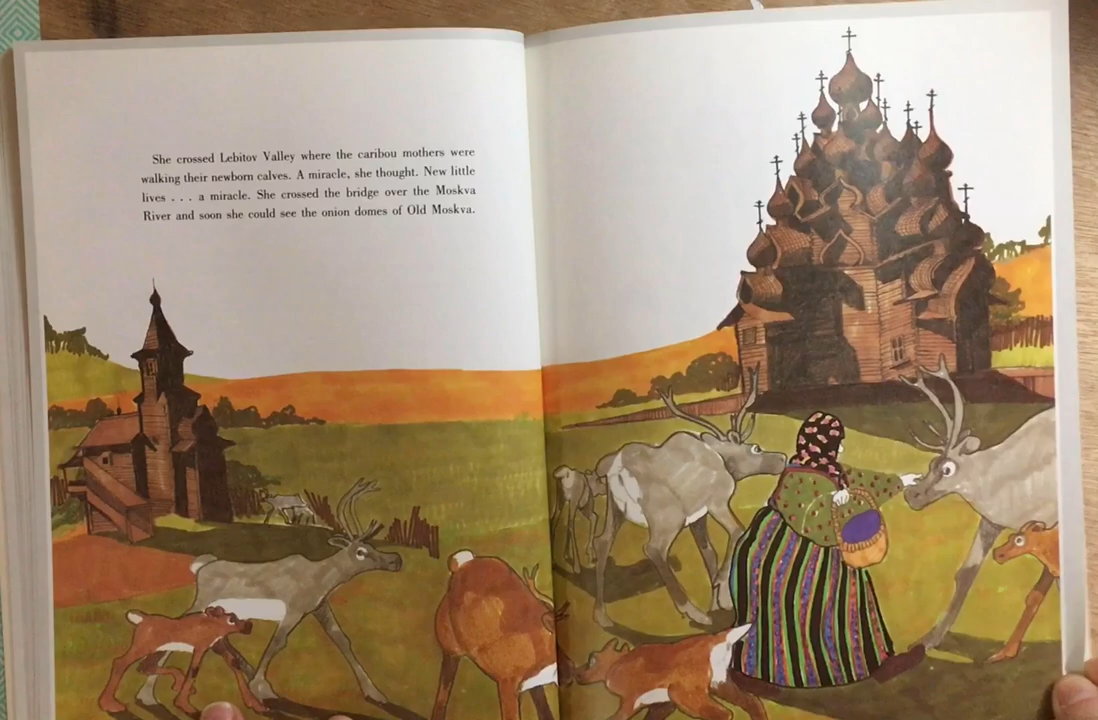 She crossed Lebitov Valley where the caribou mothers were
walking their newborn calves. A miracle, she thought. New little
lives . . . a miracle. She crossed the bridge over the Moskva
River and soon she could see the onion domes of Old Moskva.